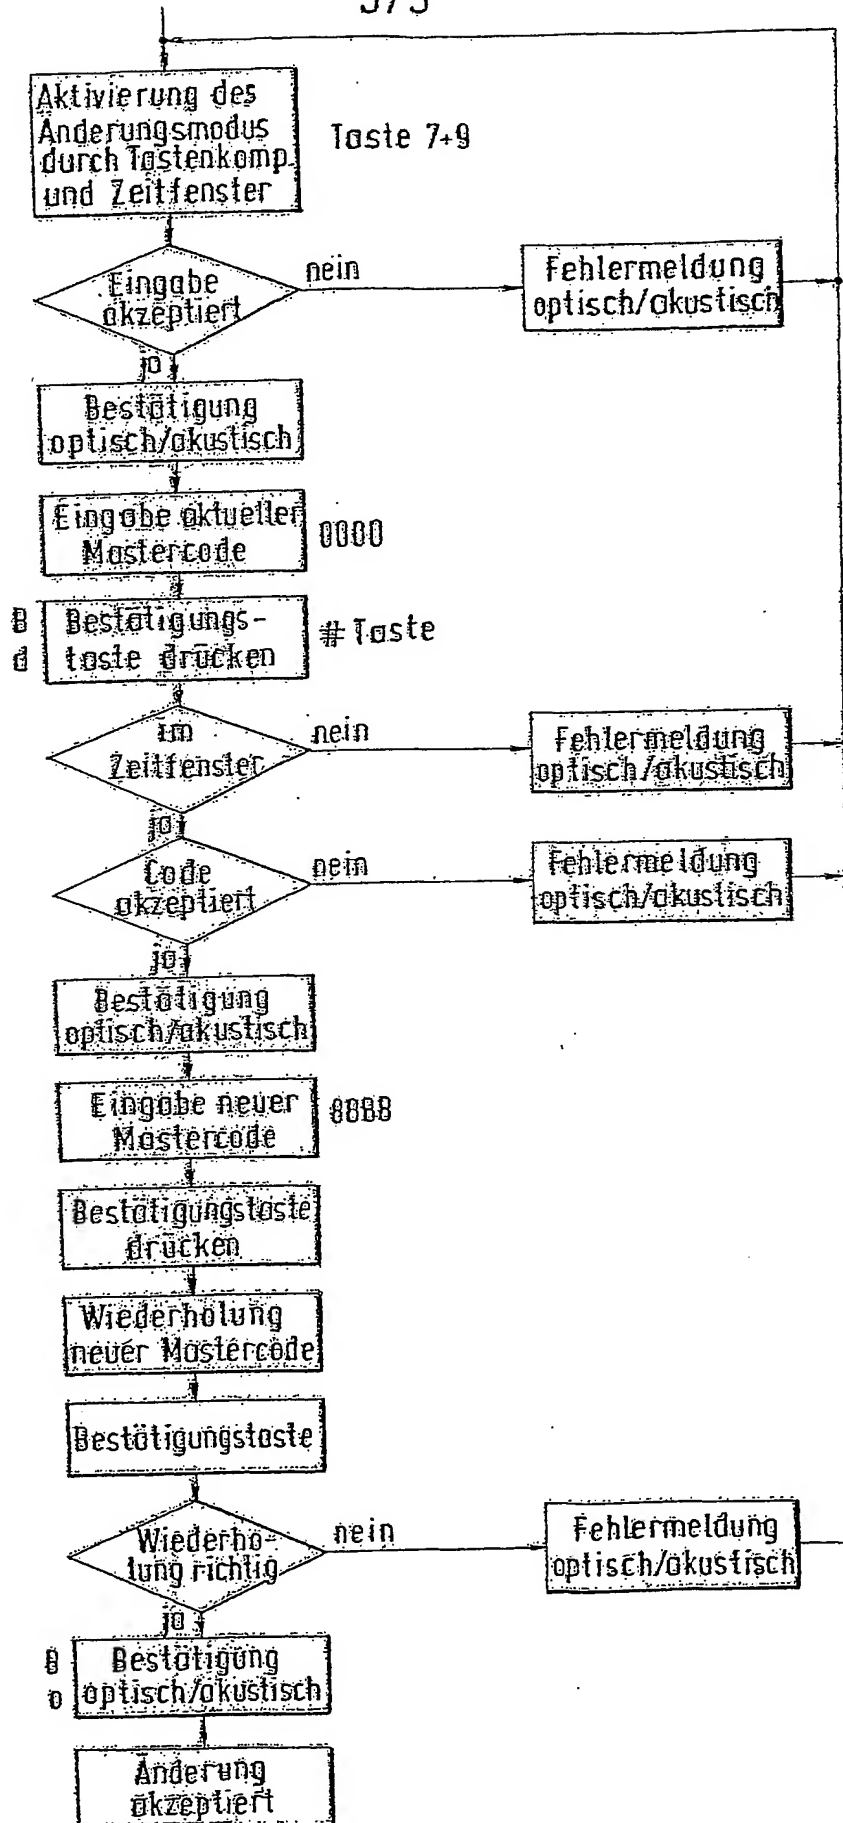 Aktivierung des
Änderungsmodus
durch Tastenkomp.
und Zeitfenster
Taste 7+9
Eingabe
akzeptiert
nein
Fehlermeldung
optisch/akustisch
ja
Bestätigung
optisch/akustisch
Eingabe aktueller
Mastercode
0000
B
d
Bestätigungs-
taste drücken
# Taste
im
Zeitfenster
nein
Fehlermeldung
optisch/akustisch
ja
Code
akzeptiert
nein
Fehlermeldung
optisch/akustisch
ja
Bestätigung
optisch/akustisch
Eingabe neuer
Mastercode
8888
Bestätigungstaste
drücken
Wiederholung
neuer Mastercode
Bestätigungstaste
Wiederho-
lung richtig
nein
Fehlermeldung
optisch/akustisch
ja
B
o
Bestätigung
optisch/akustisch
Änderung
akzeptiert